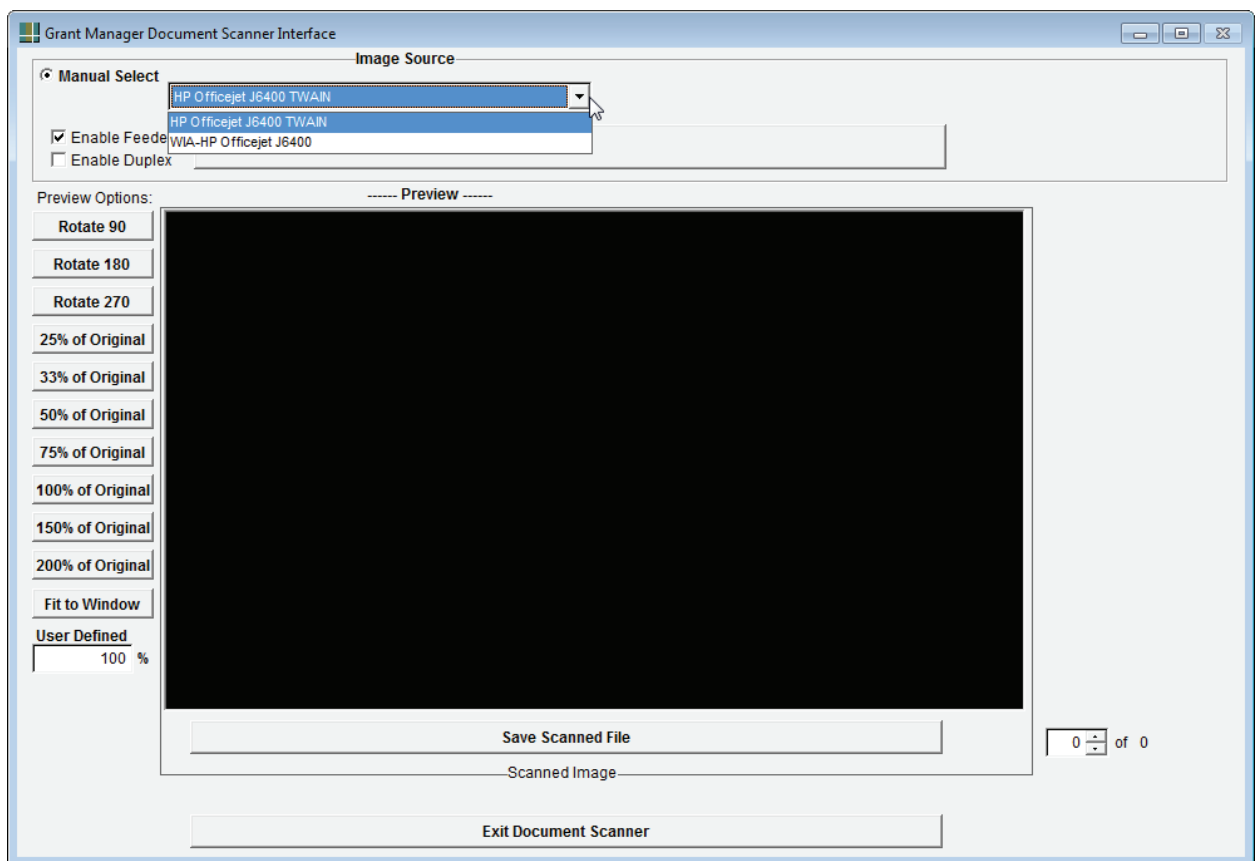 Grant Manager Document Scanner Interface
Image Source
Manual Select
HP Officejet J6400 TWAIN
HP Officejet J6400 TWAIN
WIA-HP Officejet J6400
Enable Feede
Enable Duplex
Preview Options:
------ Preview ------
Rotate 90
Rotate 180
Rotate 270
25% of Original
33% of Original
50% of Original
75% of Original
100% of Original
150% of Original
200% of Original
Fit to Window
User Defined
100 %
Save Scanned File
0 of 0
Scanned Image
Exit Document Scanner